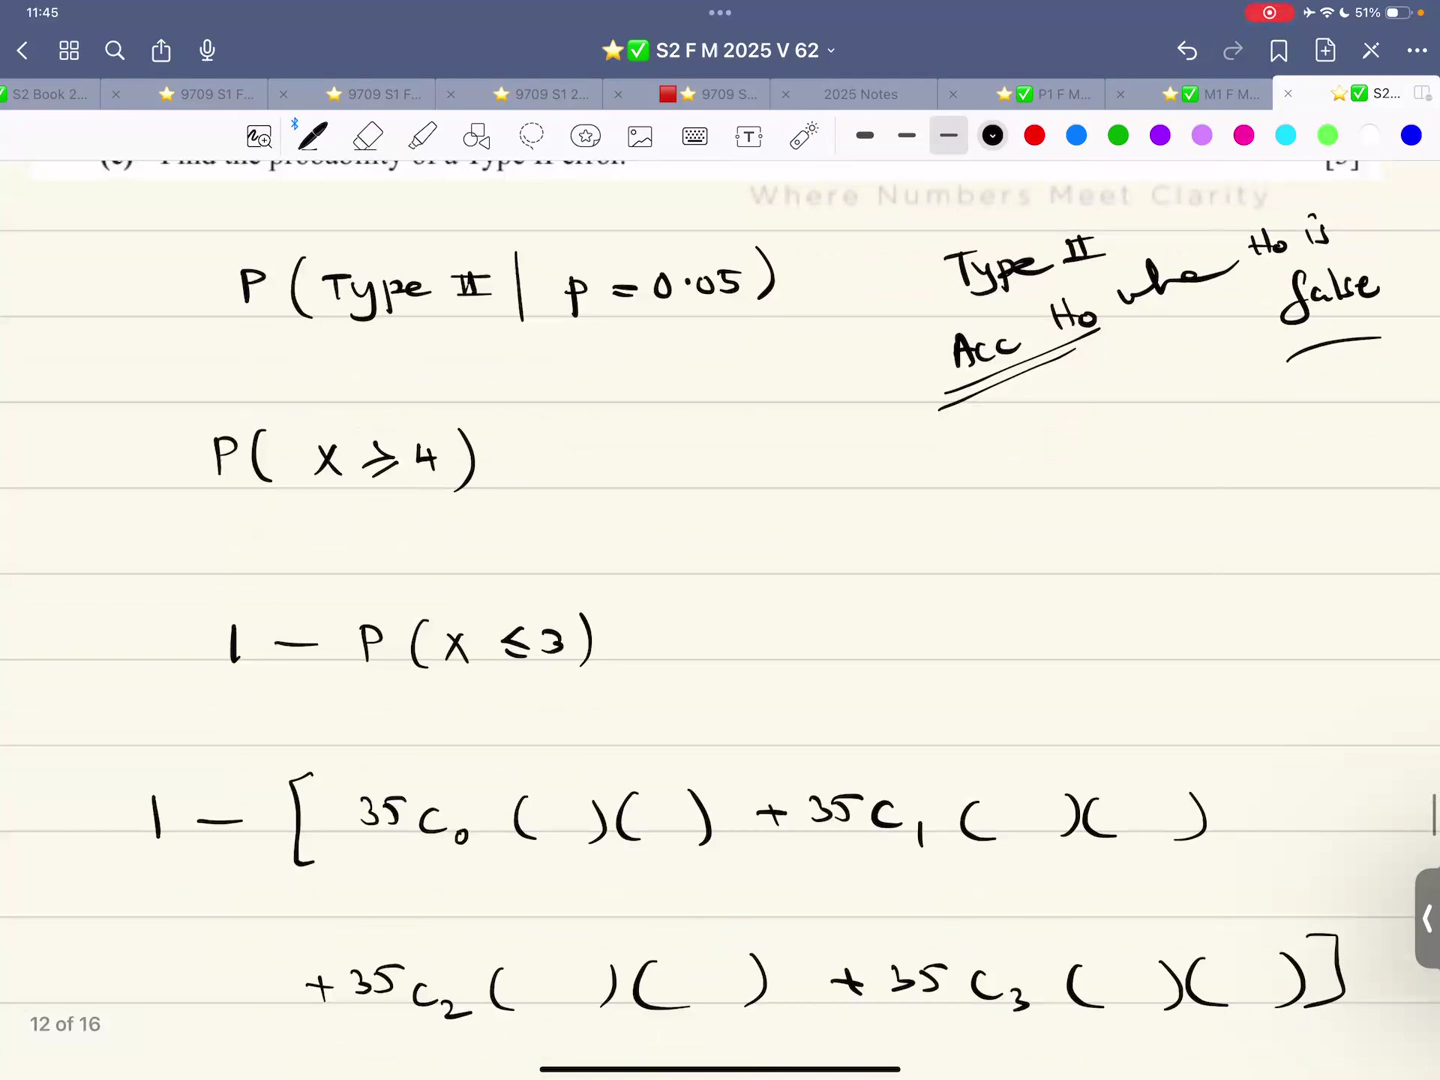 11:45
51%
⭐✅ S2 F M 2025 V 62
S2 Book 2...
⭐ 9709 S1 F...
⭐ 9709 S1 F...
⭐ 9709 S1 2...
🟥⭐ 9709 S...
2025 Notes
⭐✅ P1 F M...
⭐✅ M1 F M...
⭐✅ S2...
Where Numbers Meet Clarity
P ( Type II | p = 0.05 )
Type II
Acc Ho when Ho is false
P( X ≥ 4 )
1 − P ( X ≤ 3 )
1 − [ 35C₀ ( )( ) + 35C₁ ( )( )
+ 35C₂ ( )( ) + 35C₃ ( )( ) ]
12 of 16